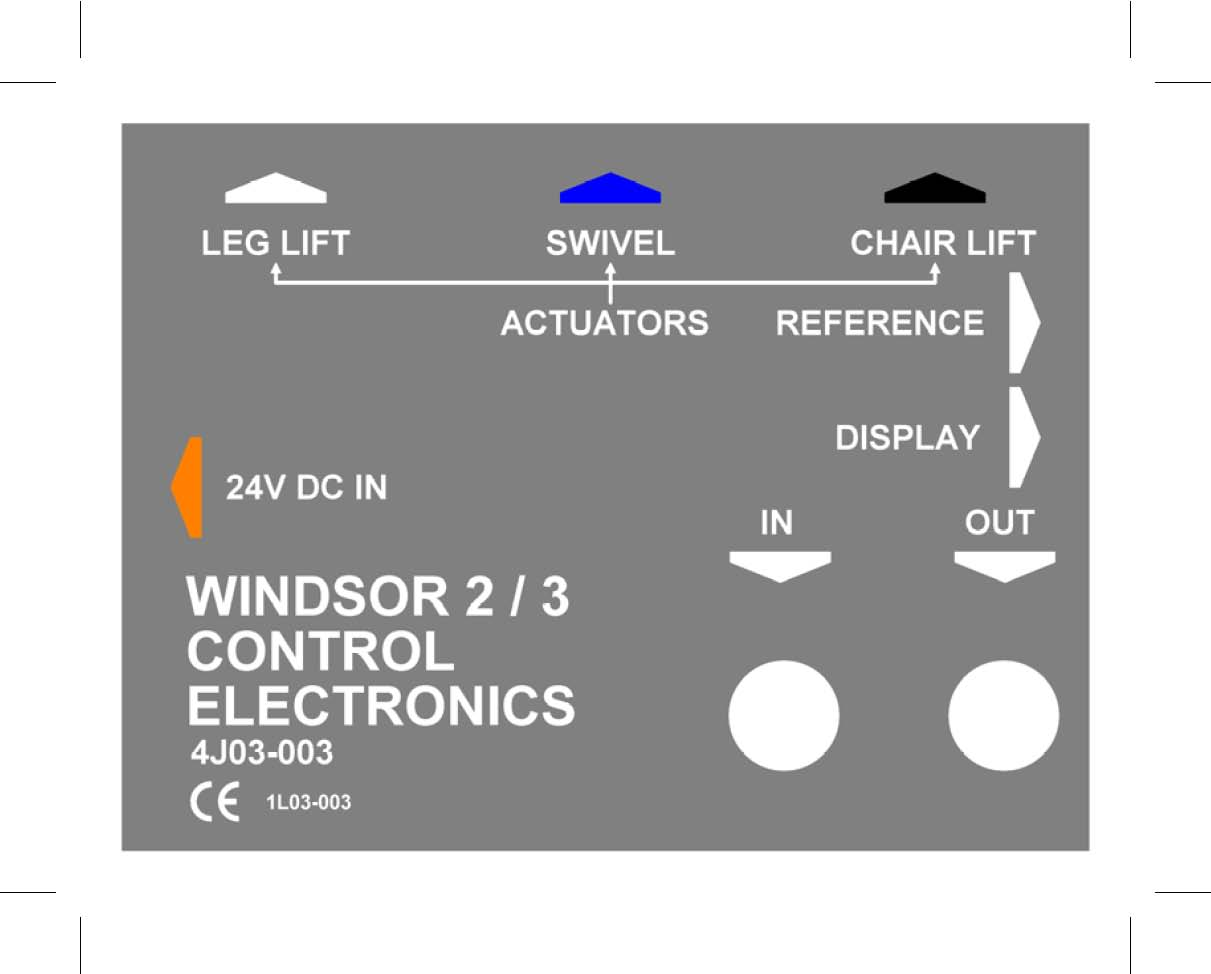 LEG LIFT
SWIVEL
CHAIR LIFT
ACTUATORS
REFERENCE
DISPLAY
24V DC IN
IN
OUT
WINDSOR 2 / 3
CONTROL
ELECTRONICS
4J03-003
CE
1L03-003